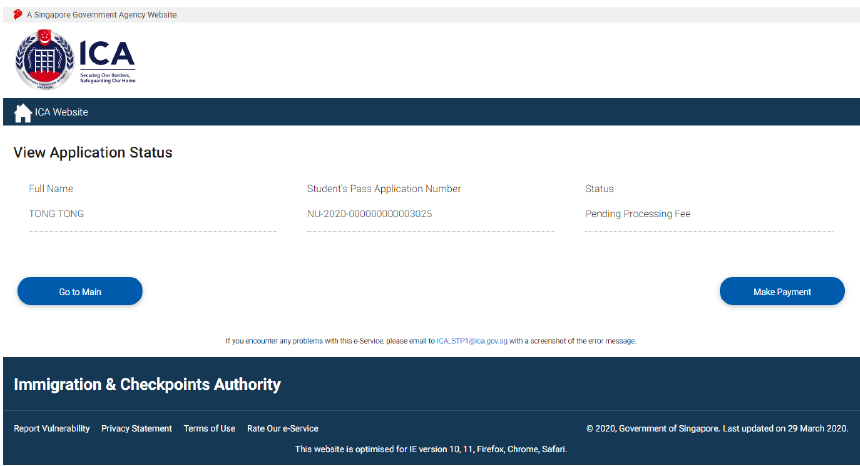 A Singapore Government Agency Website
ICA
Securing Our Borders,
Safeguarding Our Home
ICA Website
View Application Status
Full Name
Student's Pass Application Number
Status
TONG TONG
NU-2020-000000000003025
Pending Processing Fee
Go to Main
Make Payment
If you encounter any problems with this e-Service, please email to ICA_STP1@ica.gov.sg with a screenshot of the error message.
Immigration & Checkpoints Authority
Report Vulnerability Privacy Statement Terms of Use Rate Our e-Service
© 2020, Government of Singapore. Last updated on 29 March 2020.
This website is optimised for IE version 10, 11, Firefox, Chrome, Safari.